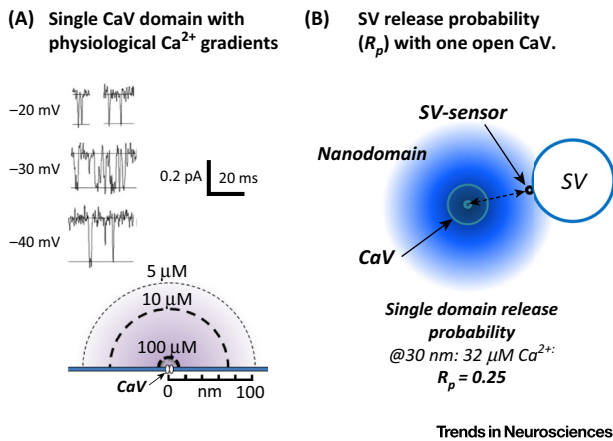 (A) Single CaV domain with
physiological Ca²⁺ gradients
–20 mV
–30 mV
–40 mV
0.2 pA
20 ms
5 μM
10 μM
100 μM
CaV
0 nm 100
(B) SV release probability
(Rp) with one open CaV.
SV-sensor
Nanodomain
SV
CaV
Single domain release
probability
@30 nm: 32 μM Ca²⁺:
Rp = 0.25
Trends in Neurosciences